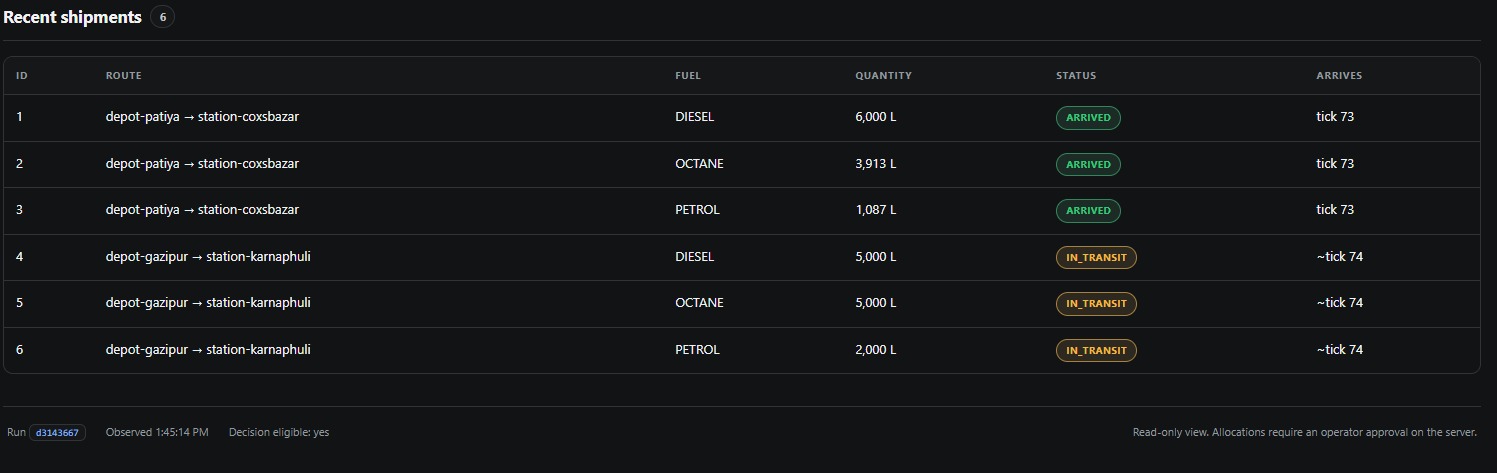 Recent shipments 6
ID ROUTE FUEL QUANTITY STATUS ARRIVES
1 depot-patiya → station-coxsbazar DIESEL 6,000 L ARRIVED tick 73
2 depot-patiya → station-coxsbazar OCTANE 3,913 L ARRIVED tick 73
3 depot-patiya → station-coxsbazar PETROL 1,087 L ARRIVED tick 73
4 depot-gazipur → station-karnaphuli DIESEL 5,000 L IN_TRANSIT ~tick 74
5 depot-gazipur → station-karnaphuli OCTANE 5,000 L IN_TRANSIT ~tick 74
6 depot-gazipur → station-karnaphuli PETROL 2,000 L IN_TRANSIT ~tick 74
Run d3143667 Observed 1:45:14 PM Decision eligible: yes Read-only view. Allocations require an operator approval on the server.